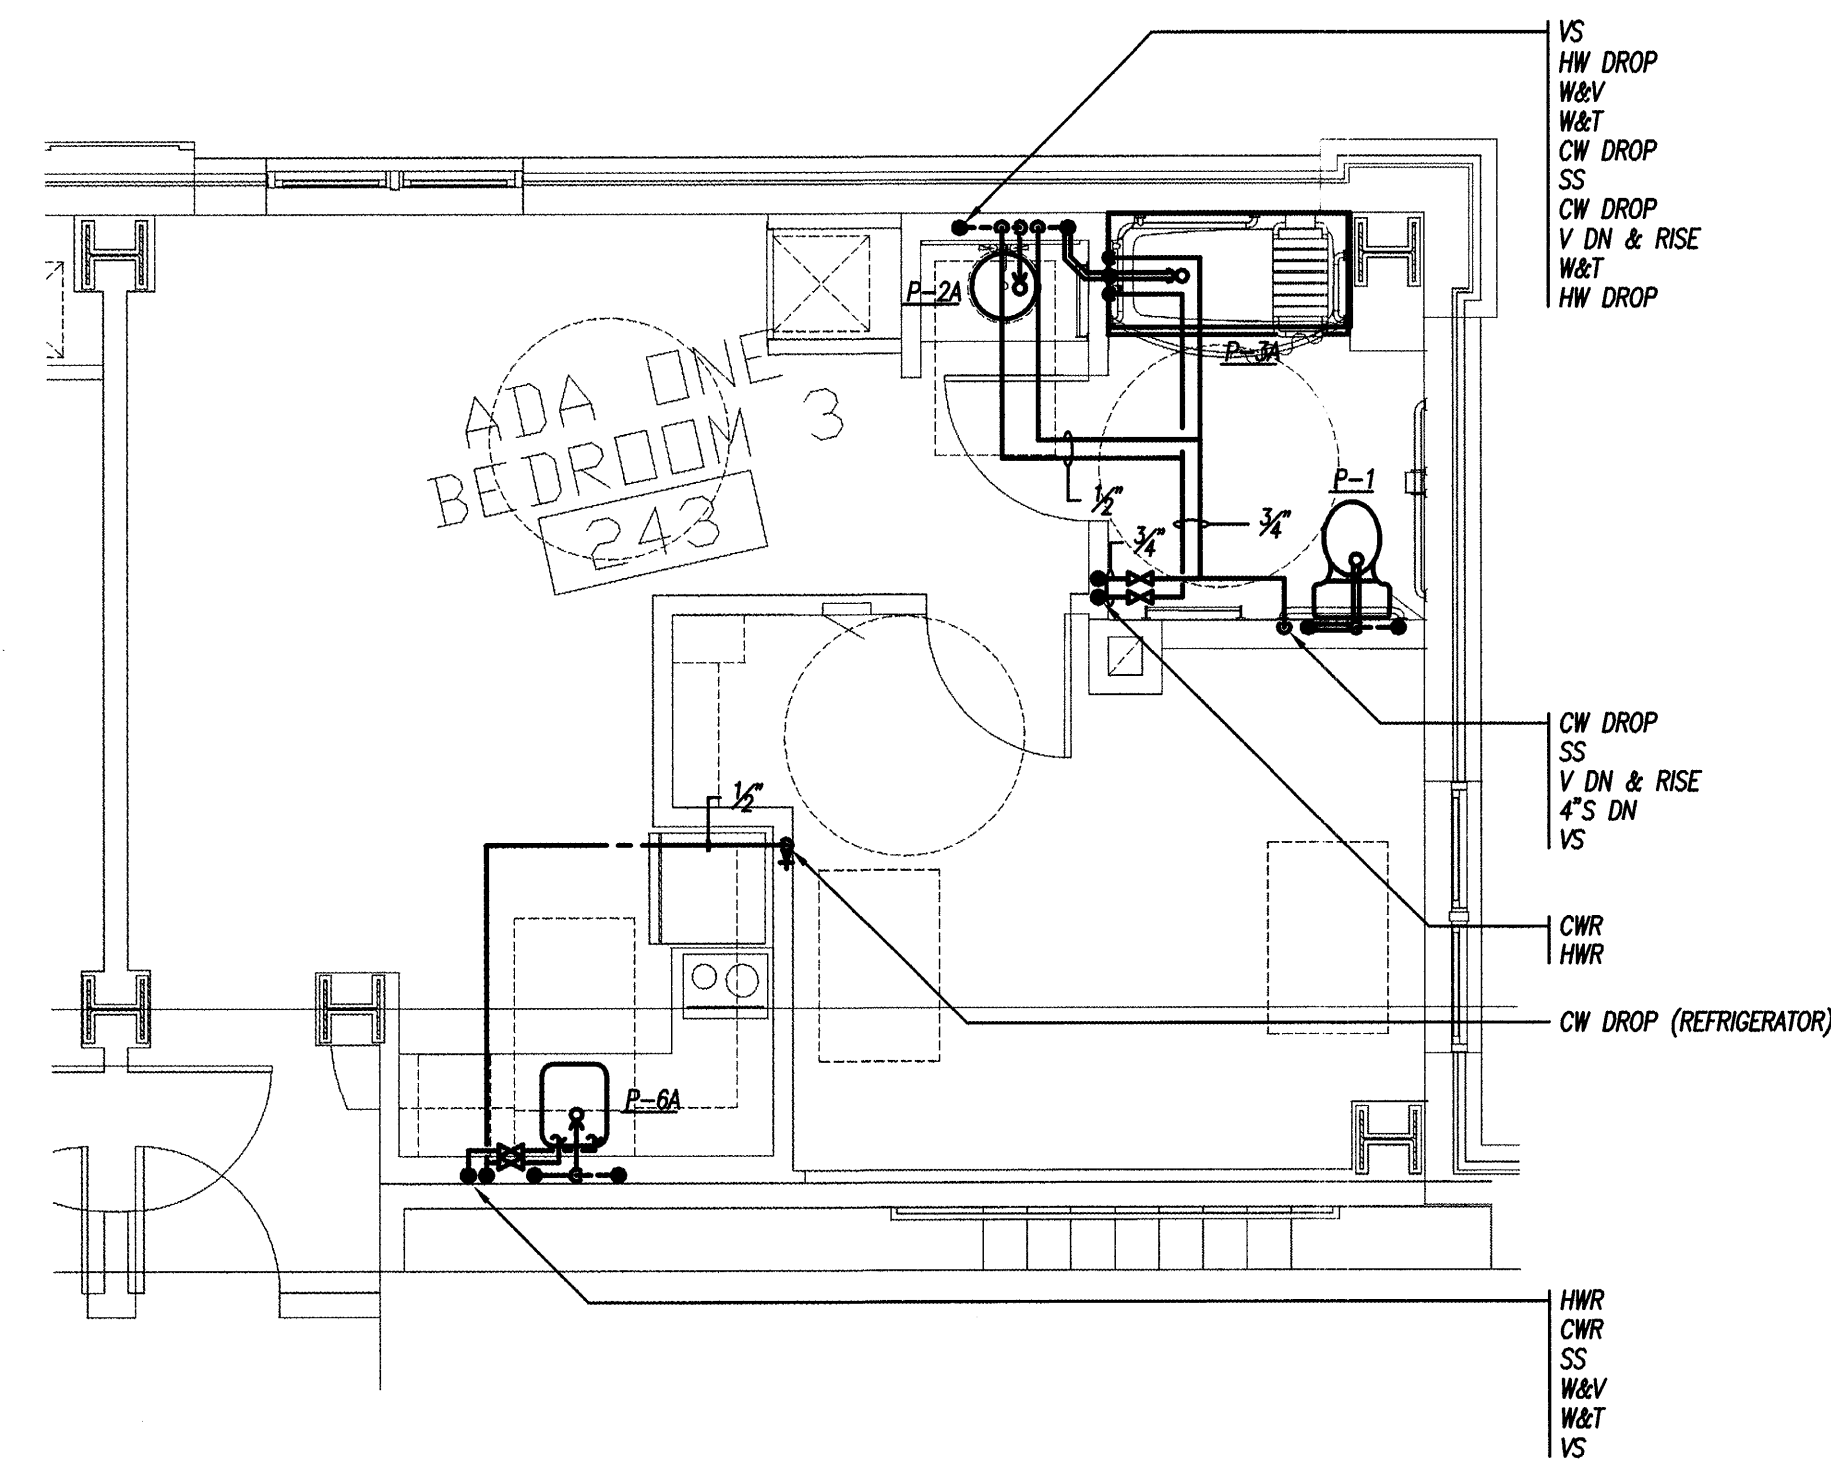 VS
HW DROP
W&V
W&T
CW DROP
SS
CW DROP
V DN & RISE
W&T
HW DROP
P-2A
P-3A
ADA ONE
BEDROOM 3
243
P-1
1/2"
3/4"
3/4"
CW DROP
SS
V DN & RISE
4"S DN
VS
1/2"
CWR
HWR
CW DROP (REFRIGERATOR)
P-6A
HWR
CWR
SS
W&V
W&T
VS